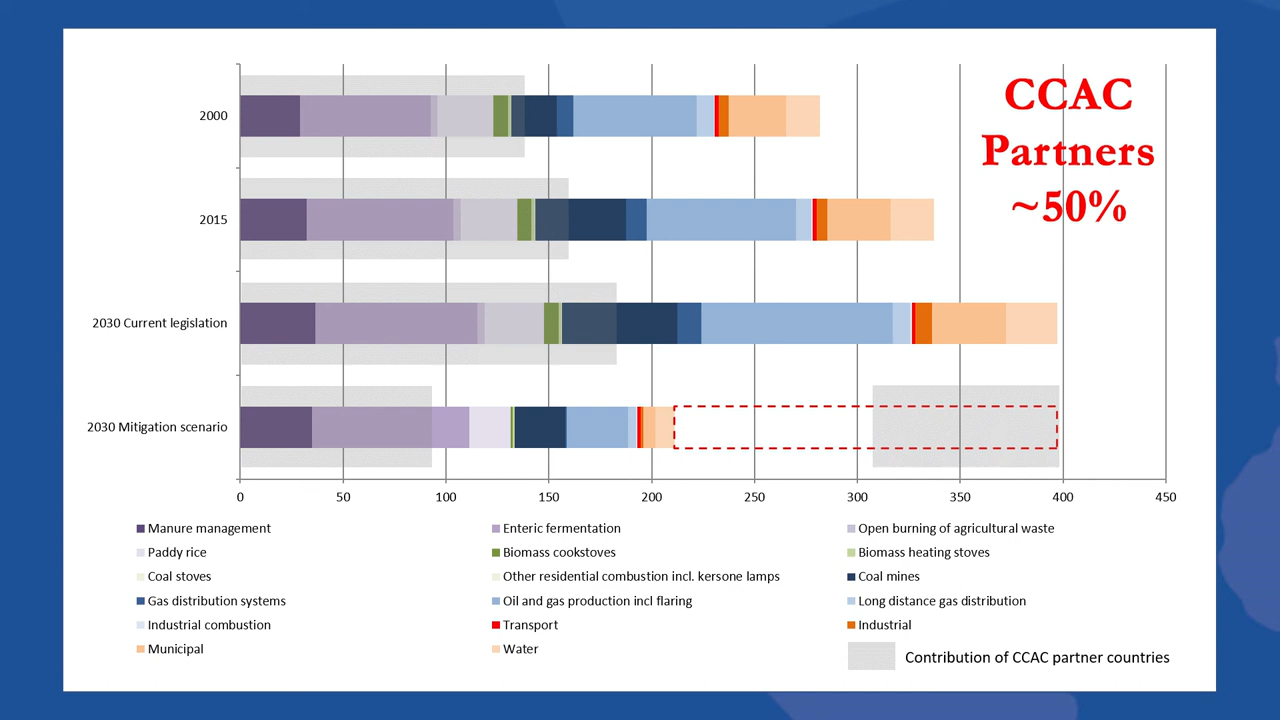 CCAC
Partners
~50%
2000
2015
2030 Current legislation
2030 Mitigation scenario
0 50 100 150 200 250 300 350 400 450
Manure management Enteric fermentation Open burning of agricultural waste
Paddy rice Biomass cookstoves Biomass heating stoves
Coal stoves Other residential combustion incl. kersone lamps Coal mines
Gas distribution systems Oil and gas production incl flaring Long distance gas distribution
Industrial combustion Transport Industrial
Municipal Water
Contribution of CCAC partner countries